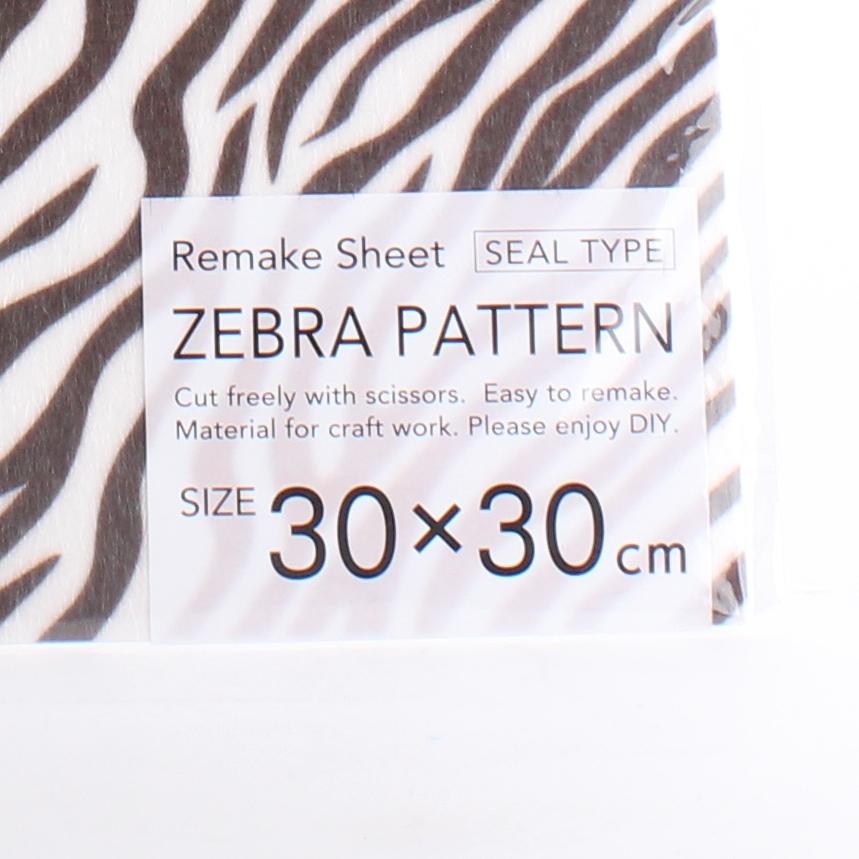 Remake Sheet SEAL TYPE
ZEBRA PATTERN
Cut freely with scissors. Easy to remake.
Material for craft work. Please enjoy DIY.
SIZE 30×30cm